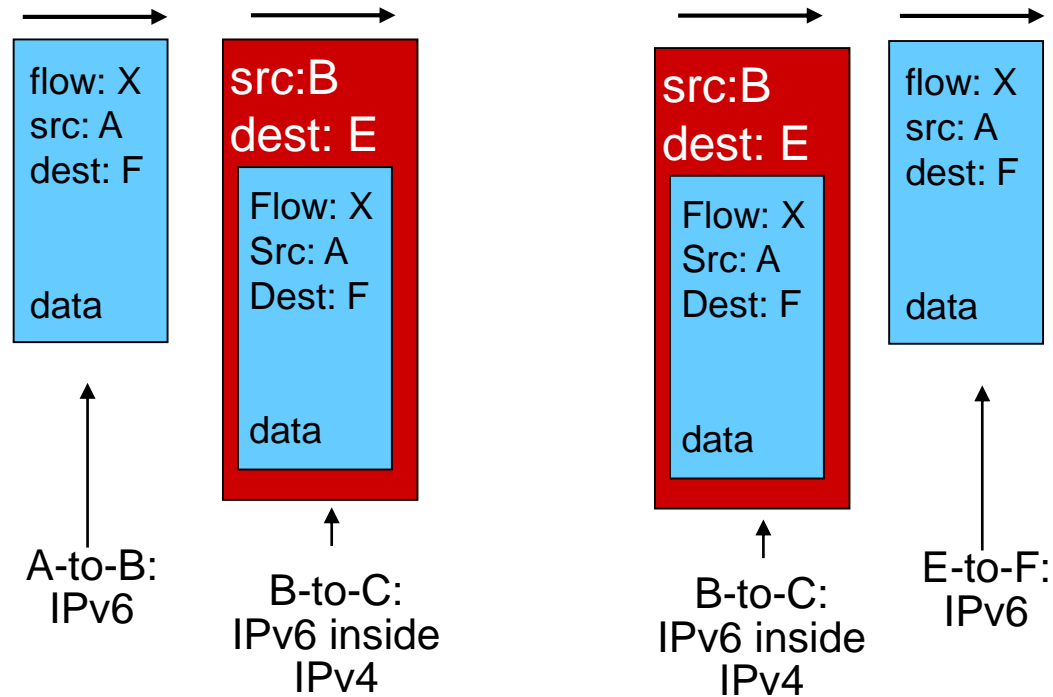 flow: X
src: A
dest: F
data
A-to-B:
IPv6
src:B
dest: E
Flow: X
Src: A
Dest: F
data
B-to-C:
IPv6 inside
IPv4
src:B
dest: E
Flow: X
Src: A
Dest: F
data
B-to-C:
IPv6 inside
IPv4
flow: X
src: A
dest: F
data
E-to-F:
IPv6